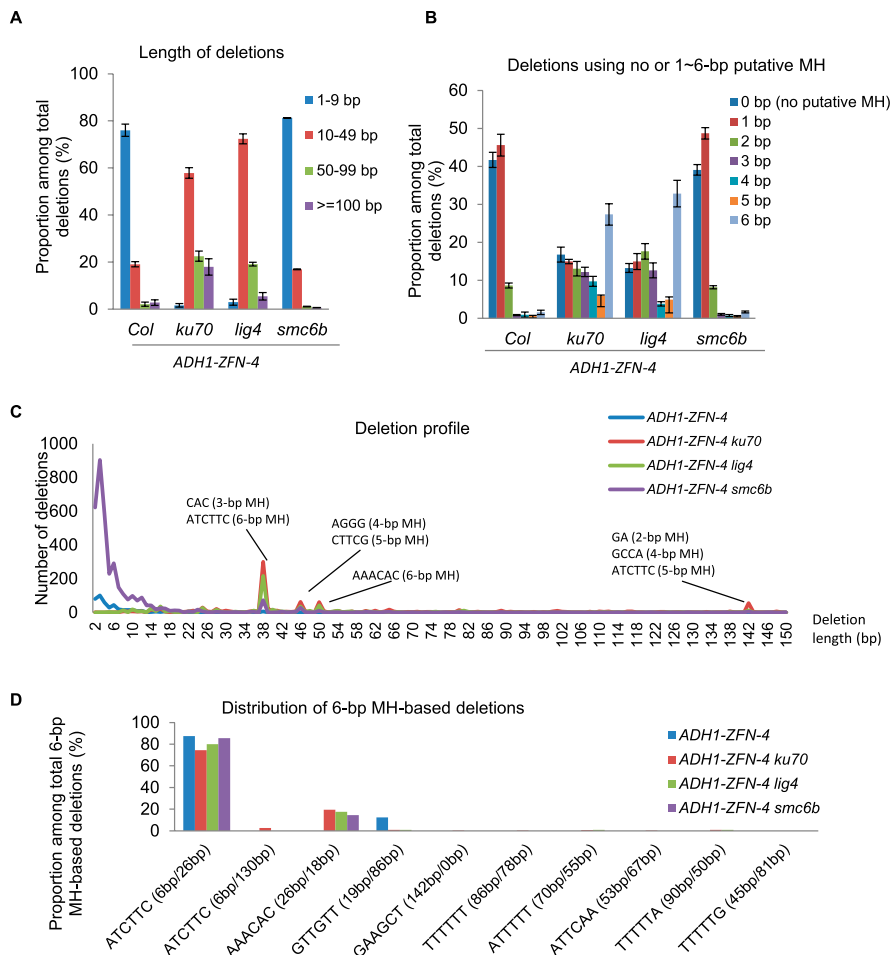 A
Length of deletions
Proportion among total
deletions (%)
100
80
60
40
20
0
1-9 bp
10-49 bp
50-99 bp
>=100 bp
Col ku70 lig4 smc6b
ADH1-ZFN-4
B
Deletions using no or 1~6-bp putative MH
Proportion among total
deletions (%)
60
50
40
30
20
10
0
0 bp (no putative MH)
1 bp
2 bp
3 bp
4 bp
5 bp
6 bp
Col ku70 lig4 smc6b
ADH1-ZFN-4
C
Deletion profile
ADH1-ZFN-4
ADH1-ZFN-4 ku70
ADH1-ZFN-4 lig4
ADH1-ZFN-4 smc6b
Number of deletions
1000
800
600
400
200
0
CAC (3-bp MH)
ATCTTC (6-bp MH)
AGGG (4-bp MH)
CTTCG (5-bp MH)
AAACAC (6-bp MH)
GA (2-bp MH)
GCCA (4-bp MH)
ATCTTC (5-bp MH)
2 6 10 14 18 22 26 30 34 38 42 46 50 54 58 62 66 70 74 78 82 86 90 94 98 102 106 110 114 118 122 126 130 134 138 142 146 150
Deletion
length (bp)
D
Distribution of 6-bp MH-based deletions
Proportion among total 6-bp
MH-based deletions (%)
100
80
60
40
20
0
ADH1-ZFN-4
ADH1-ZFN-4 ku70
ADH1-ZFN-4 lig4
ADH1-ZFN-4 smc6b
ATCTTC (6bp/26bp)
ATCTTC (6bp/130bp)
AAACAC (26bp/18bp)
GTTGTT (19bp/86bp)
GAAGCT (142bp/0bp)
TTTTTT (86bp/78bp)
ATTTTT (70bp/55bp)
ATTCAA (53bp/67bp)
TTTTTA (90bp/50bp)
TTTTTG (45bp/81bp)